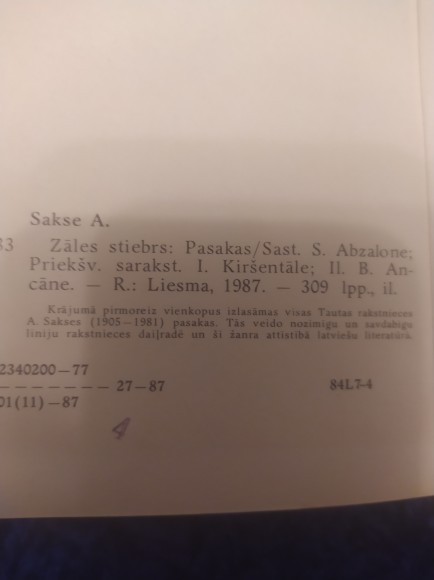 Sakse A.
83 Zāles stiebrs: Pasakas/Sast. S. Abzalone;
Priekšv. sarakst. I. Kiršentāle; Il. B. An-
cāne. — R.: Liesma, 1987. — 309 lpp., il.
Krājumā pirmoreiz vienkopus izlasāmas visas Tautas rakstnieces
A. Sakses (1905—1981) pasakas. Tās veido nozīmīgu un savdabīgu
līniju rakstnieces daiļradē un šī žanra attīstībā latviešu literatūrā.
2340200—77
— — — — — — — 27—87 84L7-4
01(11)—87
4